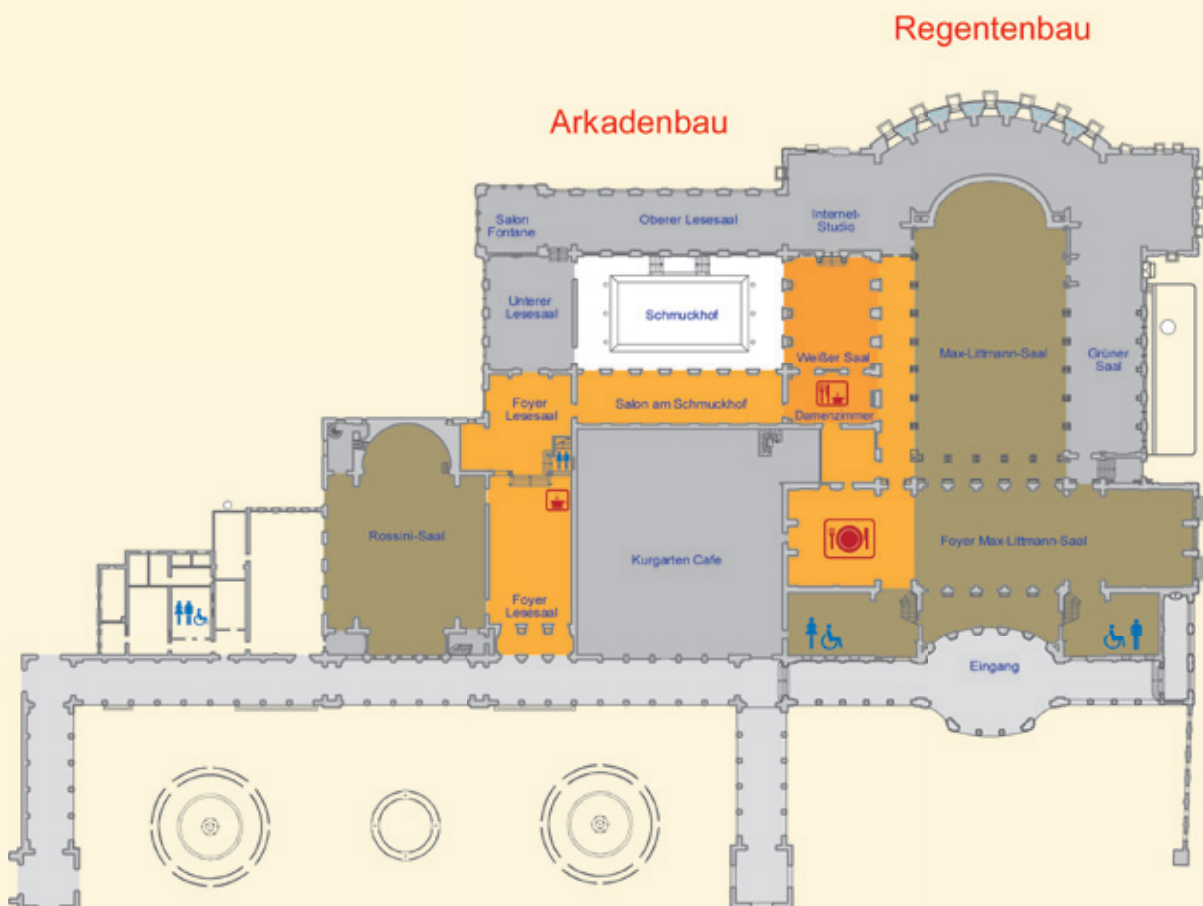 Regentenbau
Arkadenbau
Salon
Fontane
Oberer Lesesaal
Internet-
Studio
Unterer
Lesesaal
Schmuckhof
Weißer Saal
Max-Littmann-Saal
Grüner
Saal
Foyer
Lesesaal
Salon am Schmuckhof
Damenzimmer
Rossini-Saal
Kurgarten Cafe
Foyer Max-Littmann-Saal
Foyer
Lesesaal
Eingang